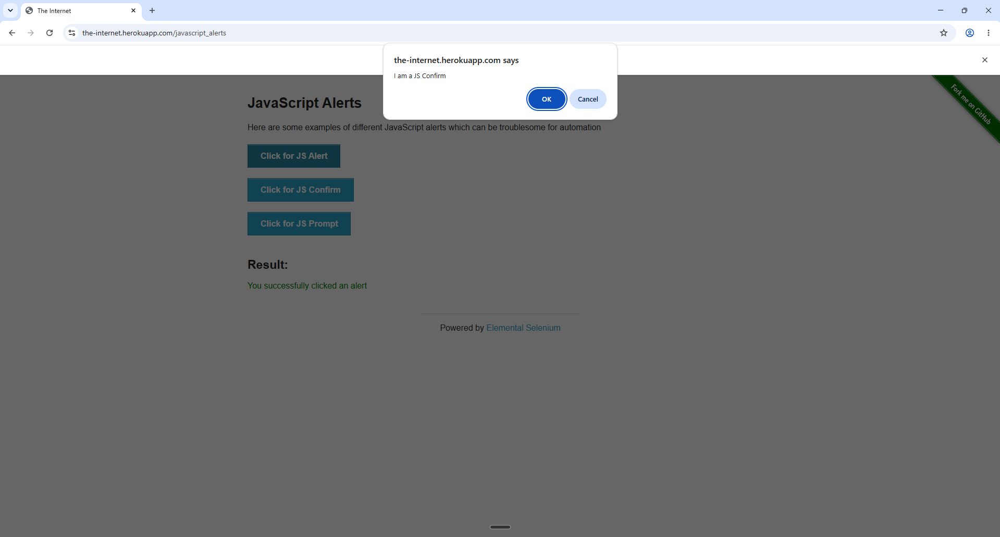 The Internet
the-internet.herokuapp.com/javascript_alerts
the-internet.herokuapp.com says
I am a JS Confirm
OK
Cancel
Fork me on GitHub
JavaScript Alerts
Here are some examples of different JavaScript alerts which can be troublesome for automation
Click for JS Alert
Click for JS Confirm
Click for JS Prompt
Result:
You successfully clicked an alert
Powered by Elemental Selenium